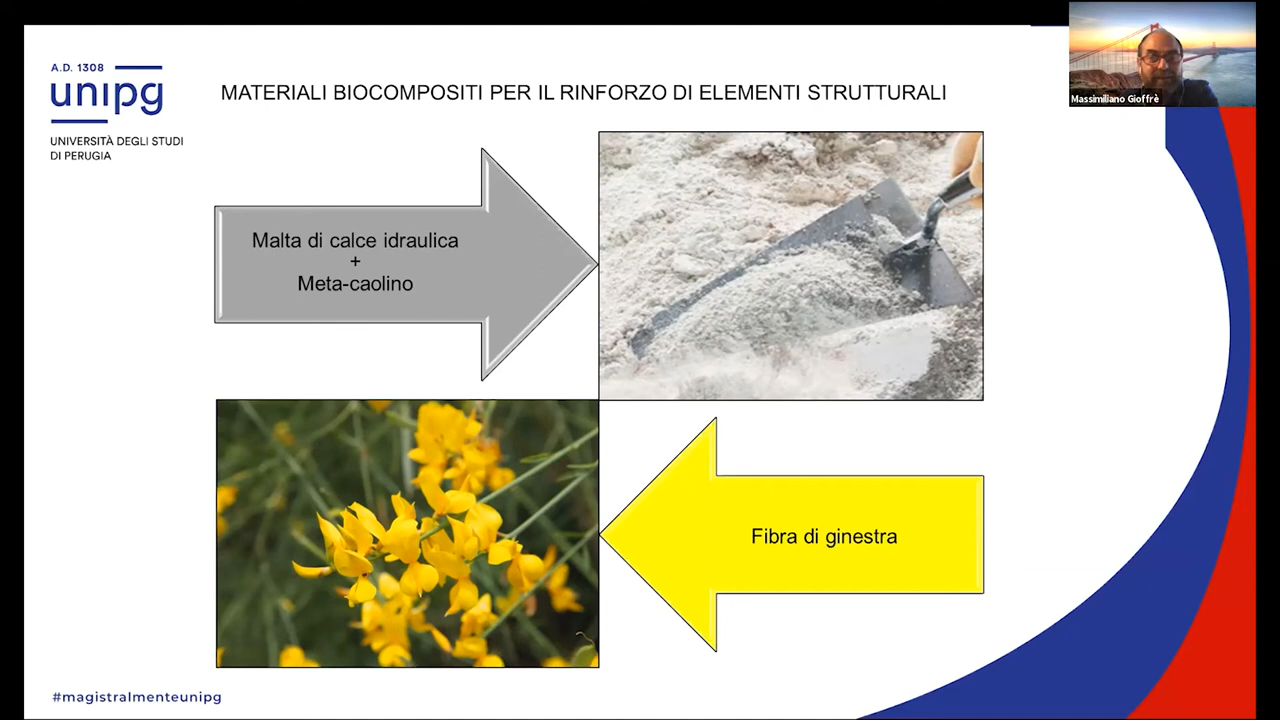 A.D. 1308
unipg
UNIVERSITÀ DEGLI STUDI
DI PERUGIA
MATERIALI BIOCOMPOSITI PER IL RINFORZO DI ELEMENTI STRUTTURALI
Massimiliano Gioffrè
Malta di calce idraulica
+
Meta-caolino
Fibra di ginestra
#magistralmenteunipg